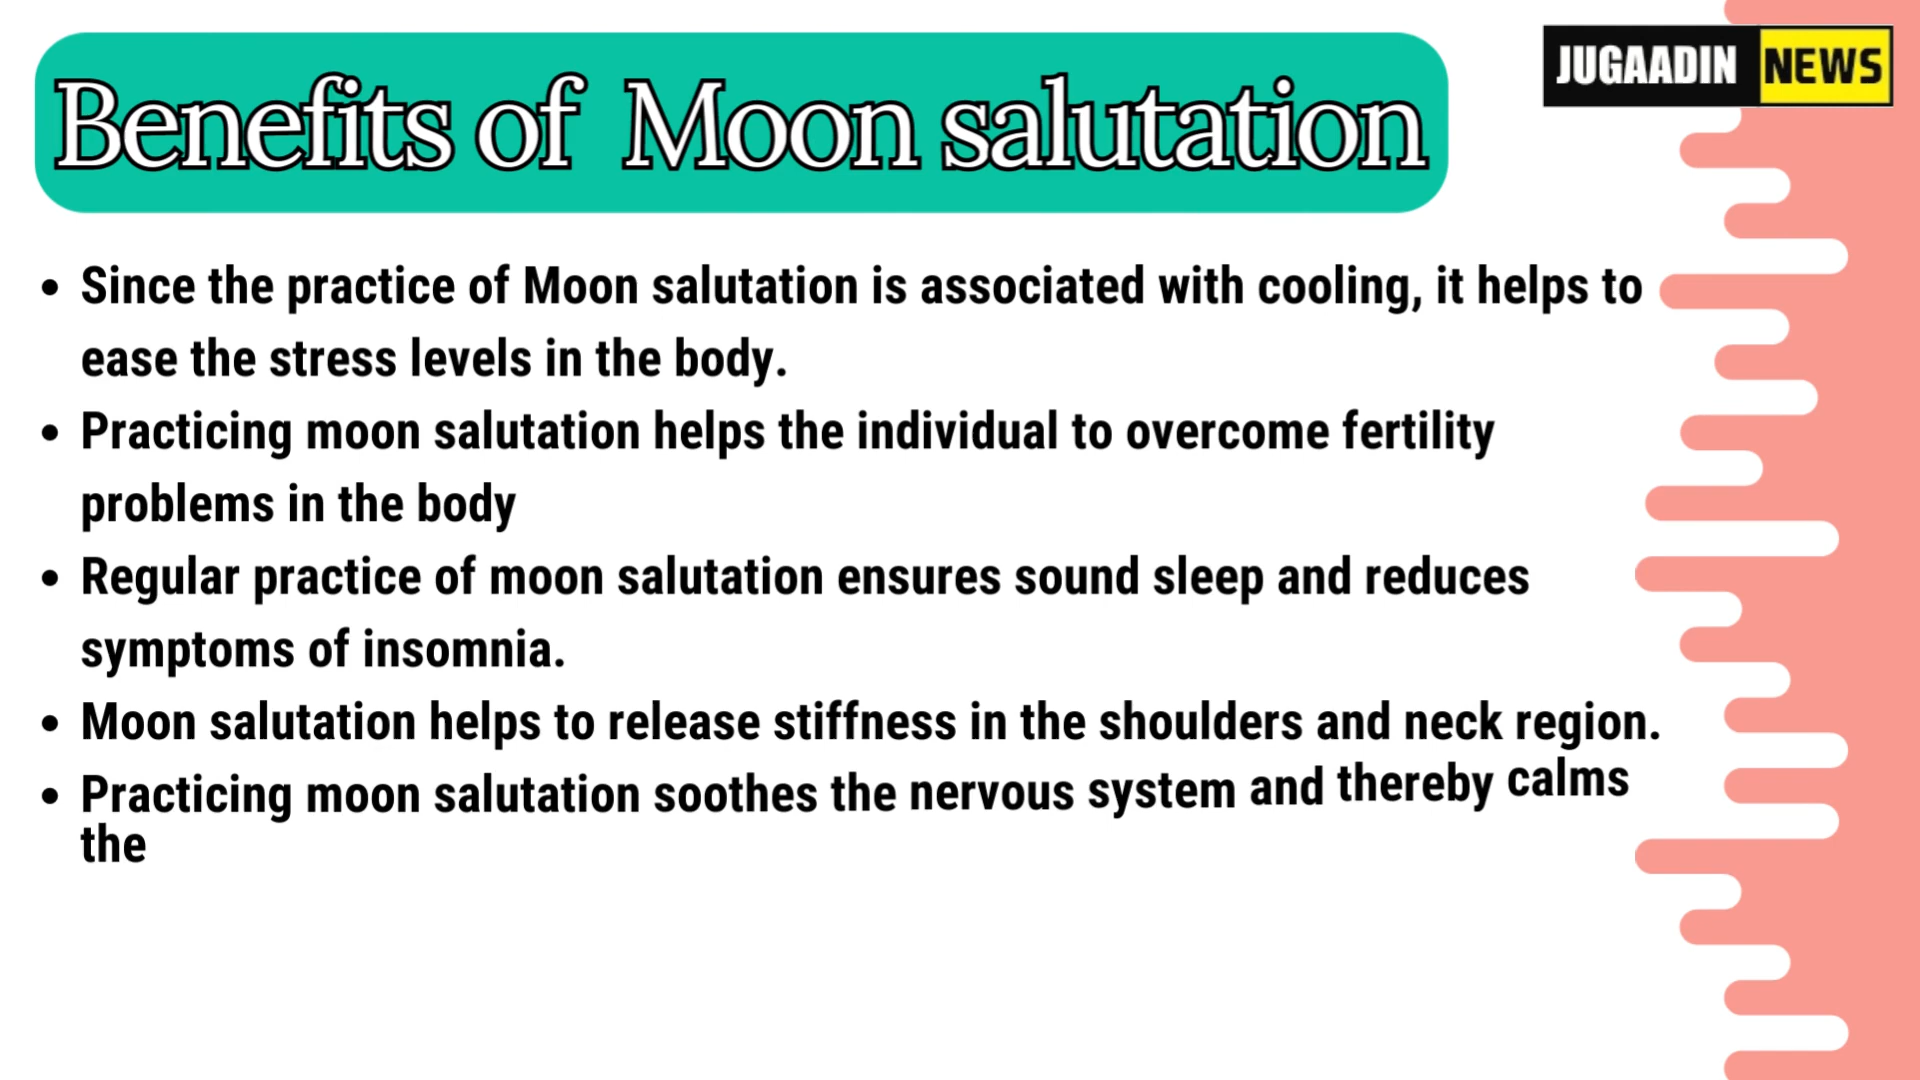 Benefits of Moon salutation
JUGAADIN NEWS
• Since the practice of Moon salutation is associated with cooling, it helps to
ease the stress levels in the body.
• Practicing moon salutation helps the individual to overcome fertility
problems in the body
• Regular practice of moon salutation ensures sound sleep and reduces
symptoms of insomnia.
• Moon salutation helps to release stiffness in the shoulders and neck region.
• Practicing moon salutation soothes the nervous system and thereby calms
the